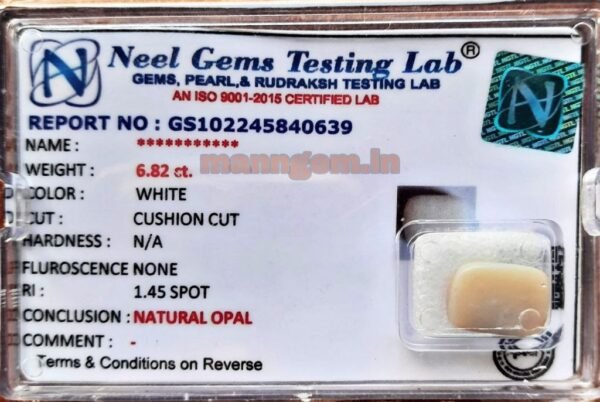 Neel Gems Testing Lab®
GEMS, PEARL,& RUDRAKSH TESTING LAB
AN ISO 9001-2015 CERTIFIED LAB
REPORT NO : GS102245840639
NAME : ***********
manngem.in
WEIGHT : 6.82 ct.
COLOR : WHITE
CUT : CUSHION CUT
HARDNESS : N/A
FLUROSCENCE NONE
RI : 1.45 SPOT
CONCLUSION : NATURAL OPAL
COMMENT : -
Terms & Conditions on Reverse
N
NGTL